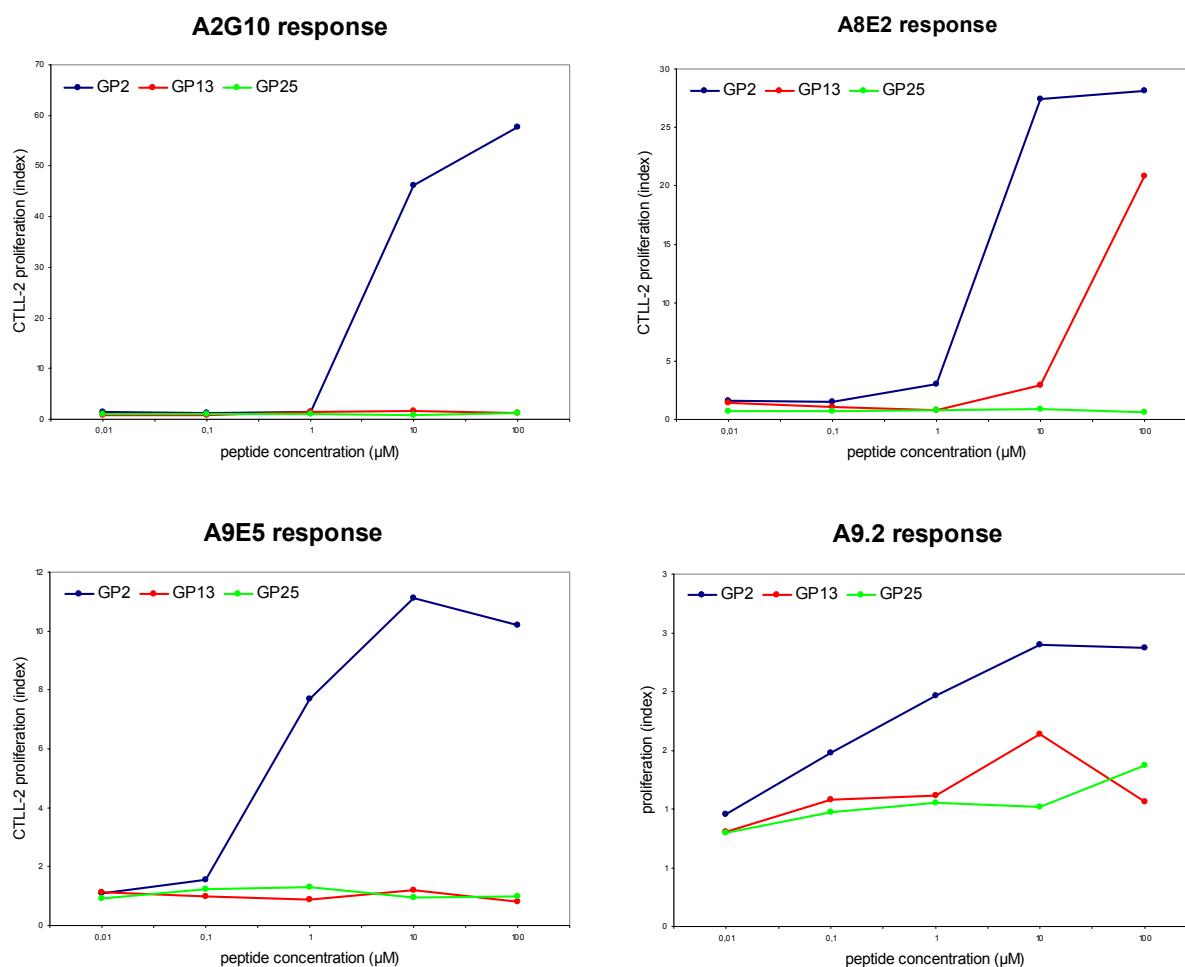 A2G10 response
GP2 GP13 GP25
70
60
50
40
30
20
10
0
CTLL-2 proliferation (index)
0,01 0,1 1 10 100
peptide concentration (µM)
A8E2 response
GP2 GP13 GP25
30
25
20
15
10
5
0
CTLL-2 proliferation (index)
0,01 0,1 1 10 100
peptide concentration (µM)
A9E5 response
GP2 GP13 GP25
12
10
8
6
4
2
0
CTLL-2 proliferation (index)
0,01 0,1 1 10 100
peptide concentration (µM)
A9.2 response
GP2 GP13 GP25
3
3
2
2
1
1
0
proliferation (index)
0,01 0,1 1 10 100
peptide concentration (µM)